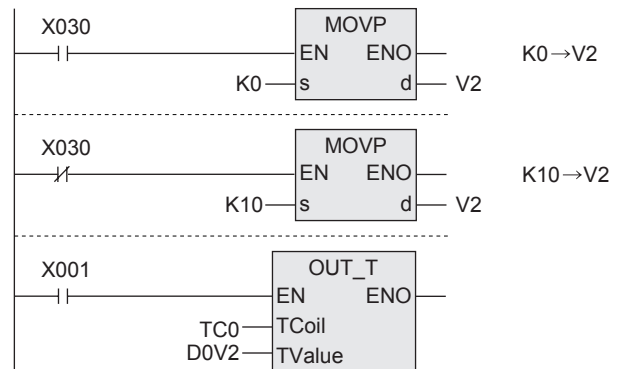 X030
MOVP
EN ENO
K0→V2
K0 s d V2
X030
MOVP
EN ENO
K10→V2
K10 s d V2
X001
OUT_T
EN ENO
TC0 TCoil
D0V2 TValue